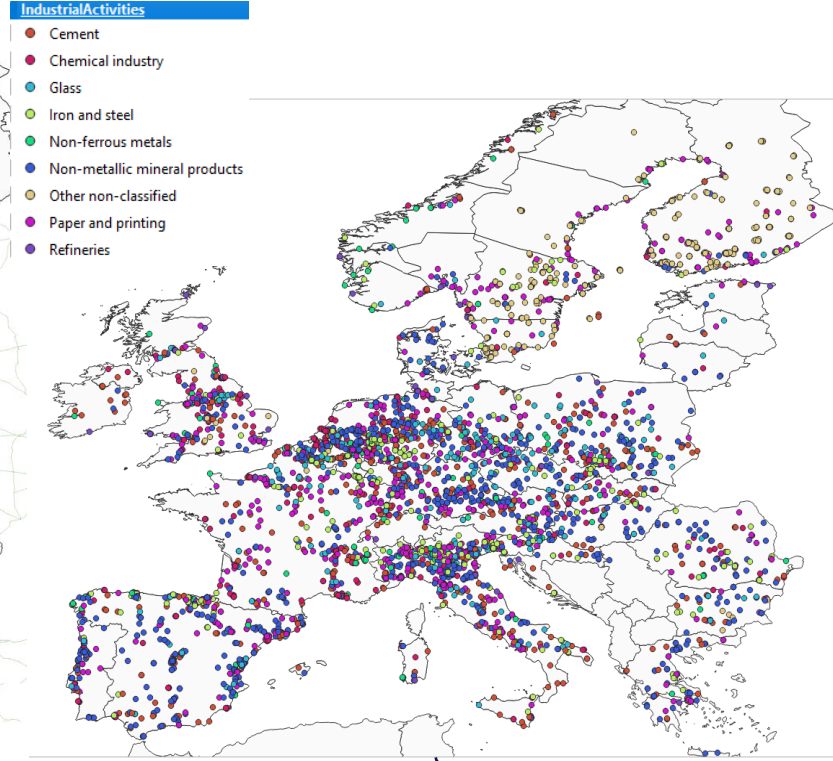 IndustrialActivities
Cement
Chemical industry
Glass
Iron and steel
Non-ferrous metals
Non-metallic mineral products
Other non-classified
Paper and printing
Refineries